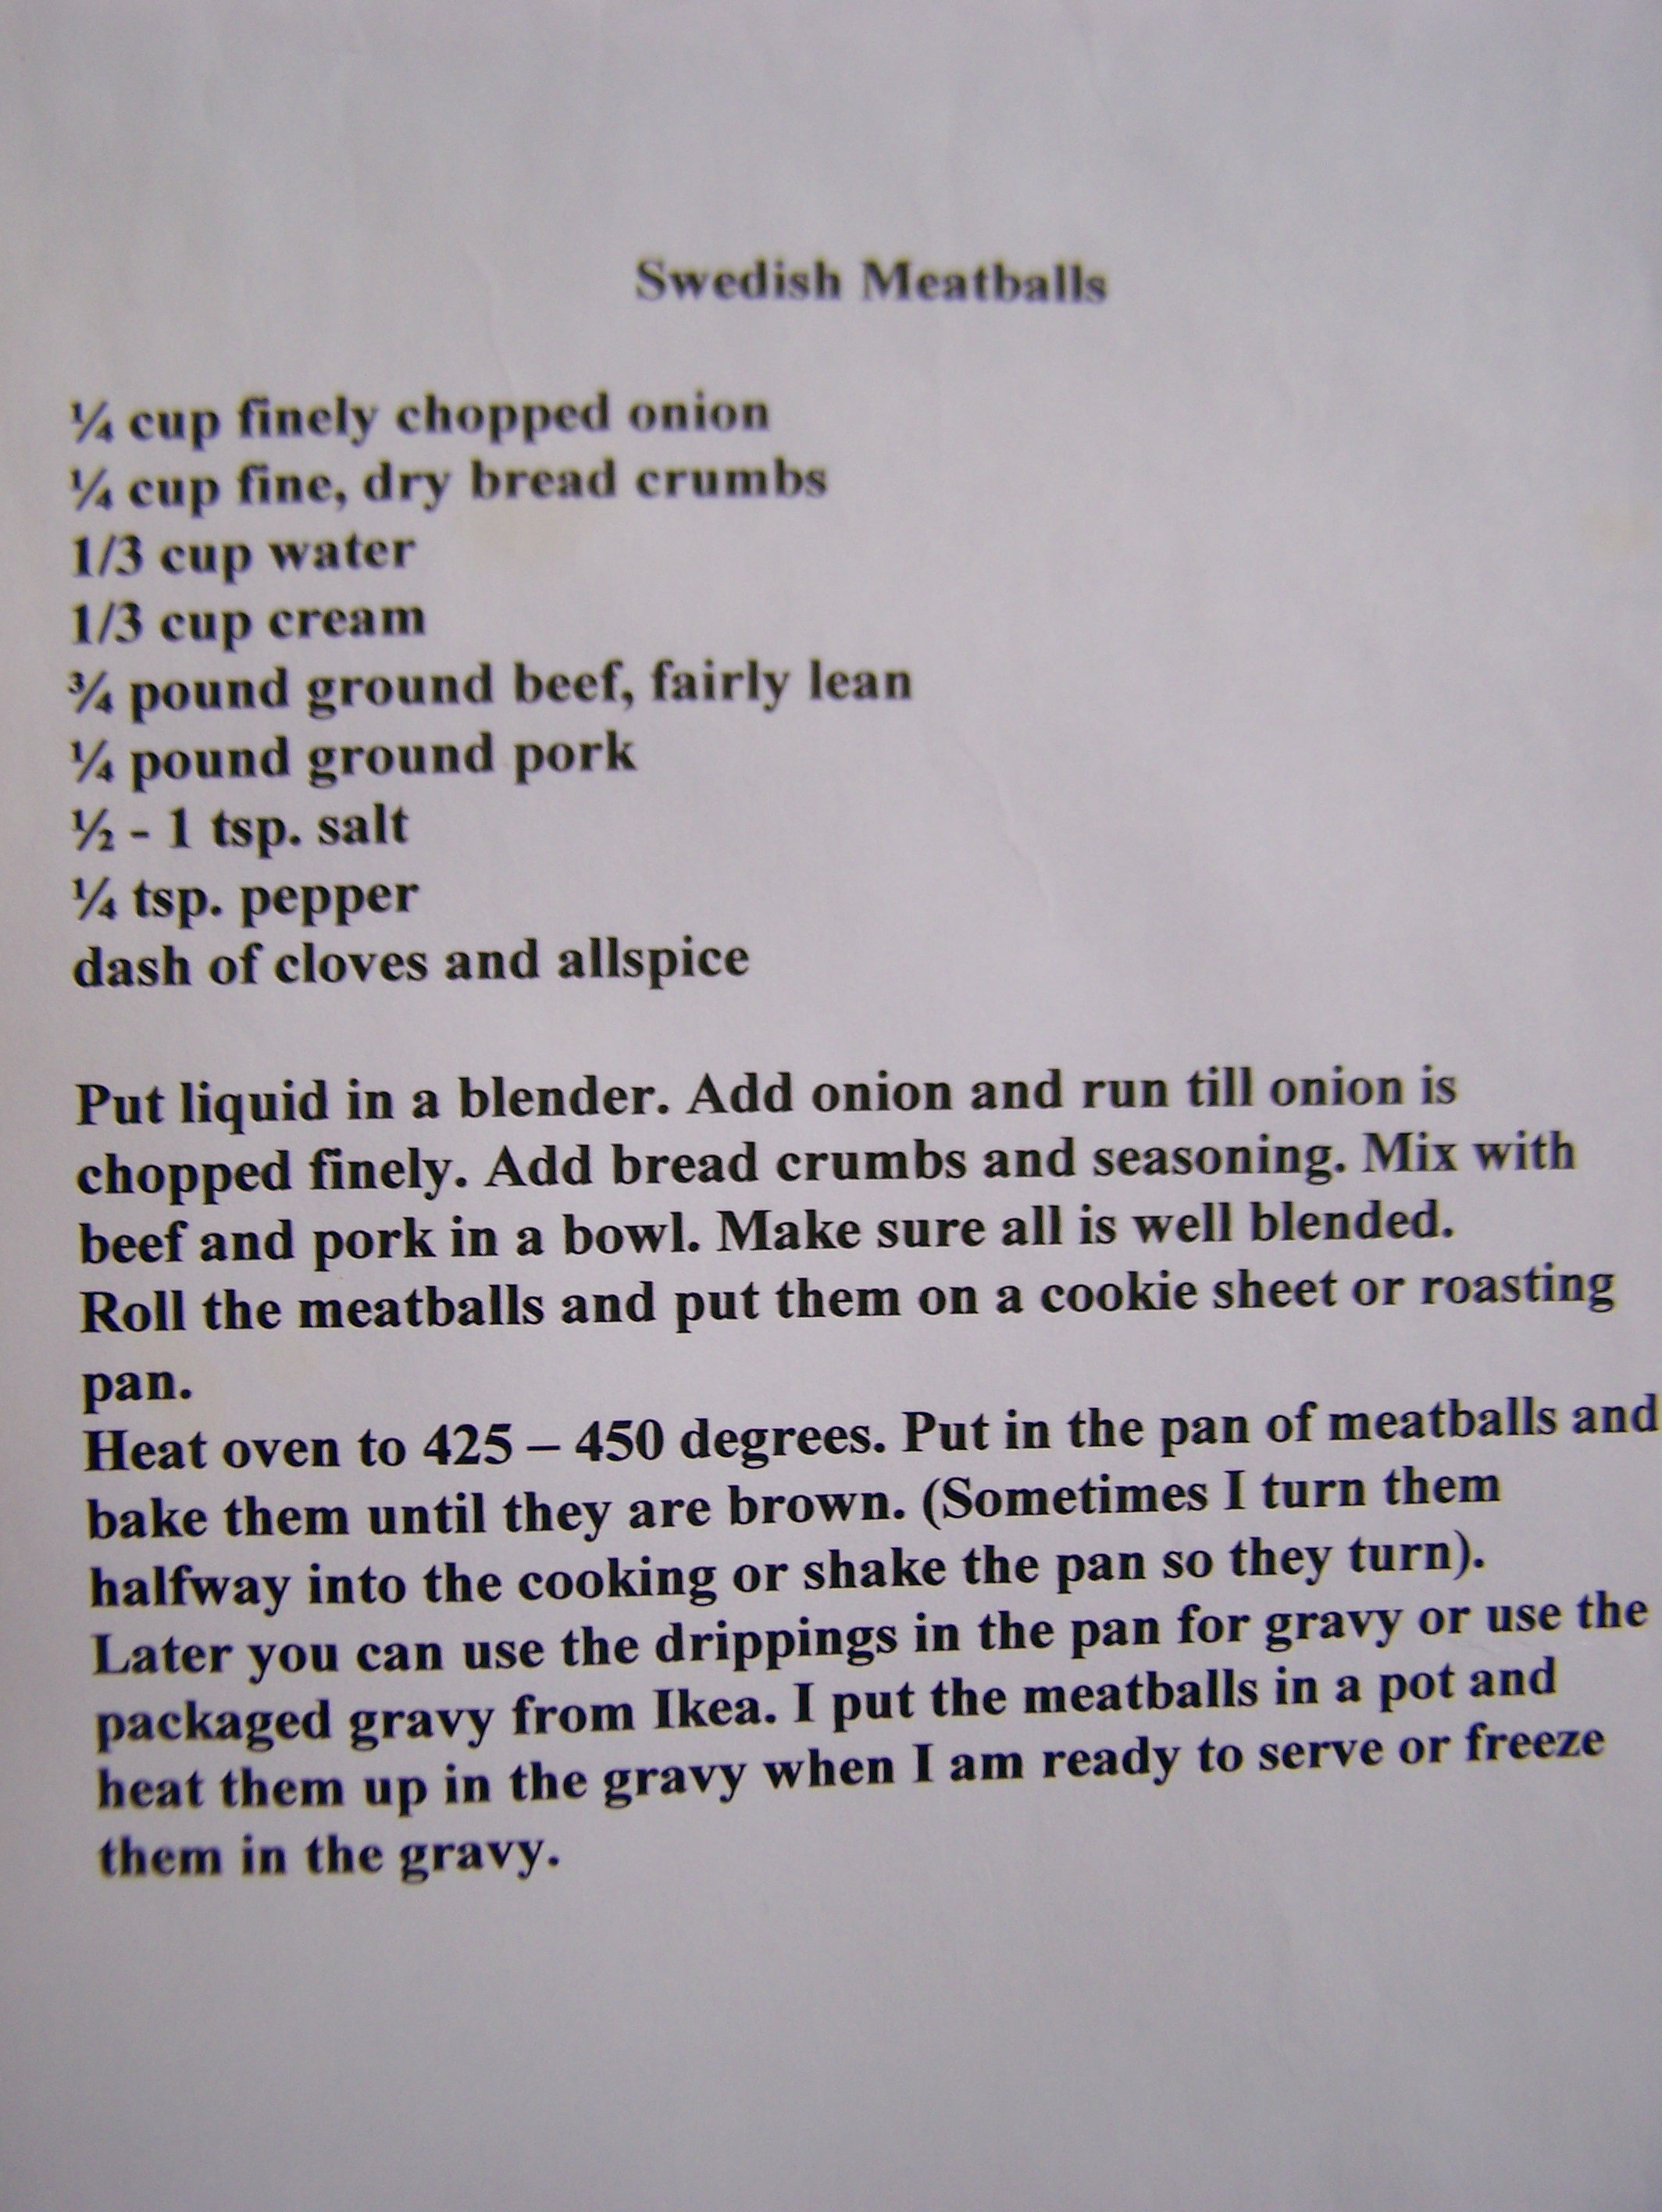 Swedish Meatballs
¼ cup finely chopped onion
¼ cup fine, dry bread crumbs
1/3 cup water
1/3 cup cream
¾ pound ground beef, fairly lean
¼ pound ground pork
½ - 1 tsp. salt
¼ tsp. pepper
dash of cloves and allspice
Put liquid in a blender. Add onion and run till onion is
chopped finely. Add bread crumbs and seasoning. Mix with
beef and pork in a bowl. Make sure all is well blended.
Roll the meatballs and put them on a cookie sheet or roasting
pan.
Heat oven to 425 – 450 degrees. Put in the pan of meatballs and
bake them until they are brown. (Sometimes I turn them
halfway into the cooking or shake the pan so they turn).
Later you can use the drippings in the pan for gravy or use the
packaged gravy from Ikea. I put the meatballs in a pot and
heat them up in the gravy when I am ready to serve or freeze
them in the gravy.